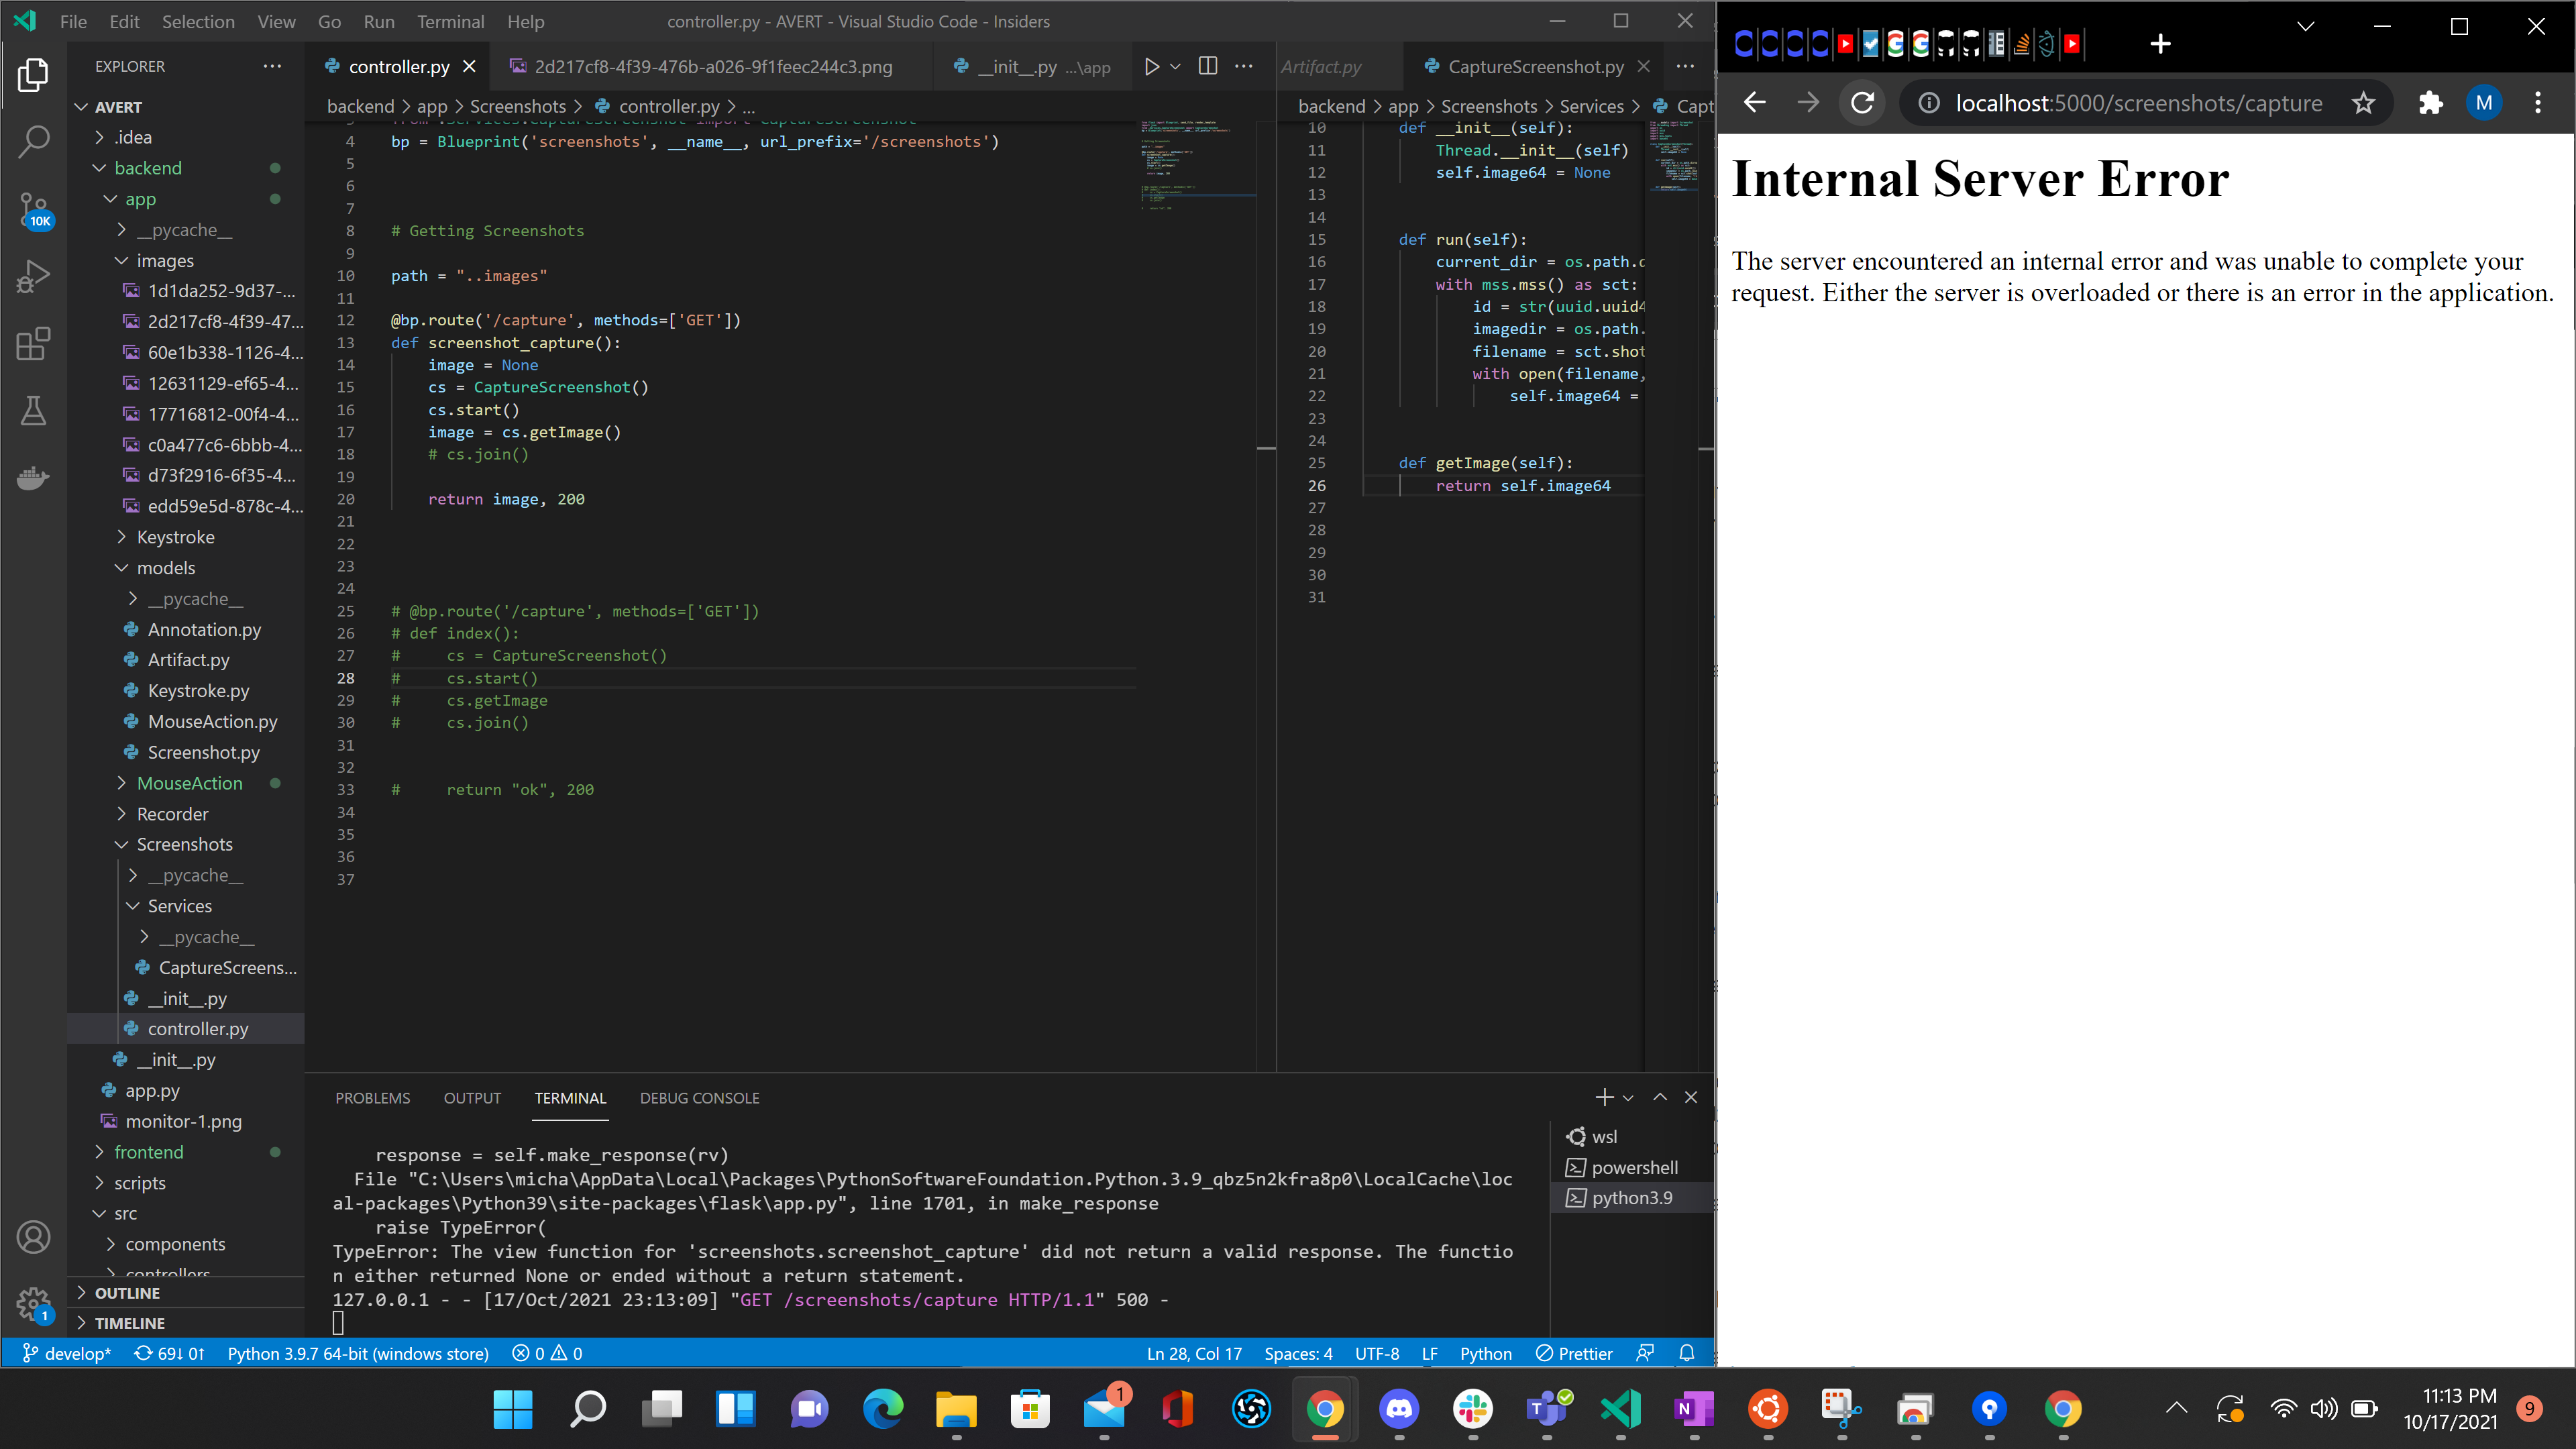 File Edit Selection View Go Run Terminal Help controller.py - AVERT - Visual Studio Code - Insiders
EXPLORER
AVERT
.idea
backend
app
__pycache__
images
1d1da252-9d37-...
2d217cf8-4f39-47...
60e1b338-1126-4...
12631129-ef65-4...
17716812-00f4-4...
c0a477c6-6bbb-4...
d73f2916-6f35-4...
edd59e5d-878c-4...
Keystroke
models
__pycache__
Annotation.py
Artifact.py
Keystroke.py
MouseAction.py
Screenshot.py
MouseAction
Recorder
Screenshots
__pycache__
Services
__pycache__
CaptureScreens...
__init__.py
controller.py
__init__.py
app.py
monitor-1.png
frontend
scripts
src
components
controllers
OUTLINE
TIMELINE
10K
1
controller.py 2d217cf8-4f39-476b-a026-9f1feec244c3.png __init__.py ...\app
backend > app > Screenshots > controller.py > ...
4 bp = Blueprint('screenshots', __name__, url_prefix='/screenshots')
5
6
7
8 # Getting Screenshots
9
10 path = "..images"
11
12 @bp.route('/capture', methods=['GET'])
13 def screenshot_capture():
14 image = None
15 cs = CaptureScreenshot()
16 cs.start()
17 image = cs.getImage()
18 # cs.join()
19
20 return image, 200
21
22
23
24
25 # @bp.route('/capture', methods=['GET'])
26 # def index():
27 # cs = CaptureScreenshot()
28 # cs.start()
29 # cs.getImage
30 # cs.join()
31
32
33 # return "ok", 200
34
35
36
37
Artifact.py CaptureScreenshot.py
backend > app > Screenshots > Services > Capt
10 def __init__(self):
11 Thread.__init__(self)
12 self.image64 = None
13
14
15 def run(self):
16 current_dir = os.path.d
17 with mss.mss() as sct:
18 id = str(uuid.uuid4
19 imagedir = os.path.
20 filename = sct.shot
21 with open(filename,
22 self.image64 =
23
24
25 def getImage(self):
26 return self.image64
27
28
29
30
31
PROBLEMS OUTPUT TERMINAL DEBUG CONSOLE
response = self.make_response(rv)
File "C:\Users\micha\AppData\Local\Packages\PythonSoftwareFoundation.Python.3.9_qbz5n2kfra8p0\LocalCache\loc
al-packages\Python39\site-packages\flask\app.py", line 1701, in make_response
raise TypeError(
TypeError: The view function for 'screenshots.screenshot_capture' did not return a valid response. The functio
n either returned None or ended without a return statement.
127.0.0.1 - - [17/Oct/2021 23:13:09] "GET /screenshots/capture HTTP/1.1" 500 -
wsl
powershell
python3.9
develop* 69↓ 0↑ Python 3.9.7 64-bit (windows store) 0 0 Ln 28, Col 17 Spaces: 4 UTF-8 LF Python Prettier
localhost:5000/screenshots/capture
M
Internal Server Error
The server encountered an internal error and was unable to complete your
request. Either the server is overloaded or there is an error in the application.
1
11:13 PM
10/17/2021
9